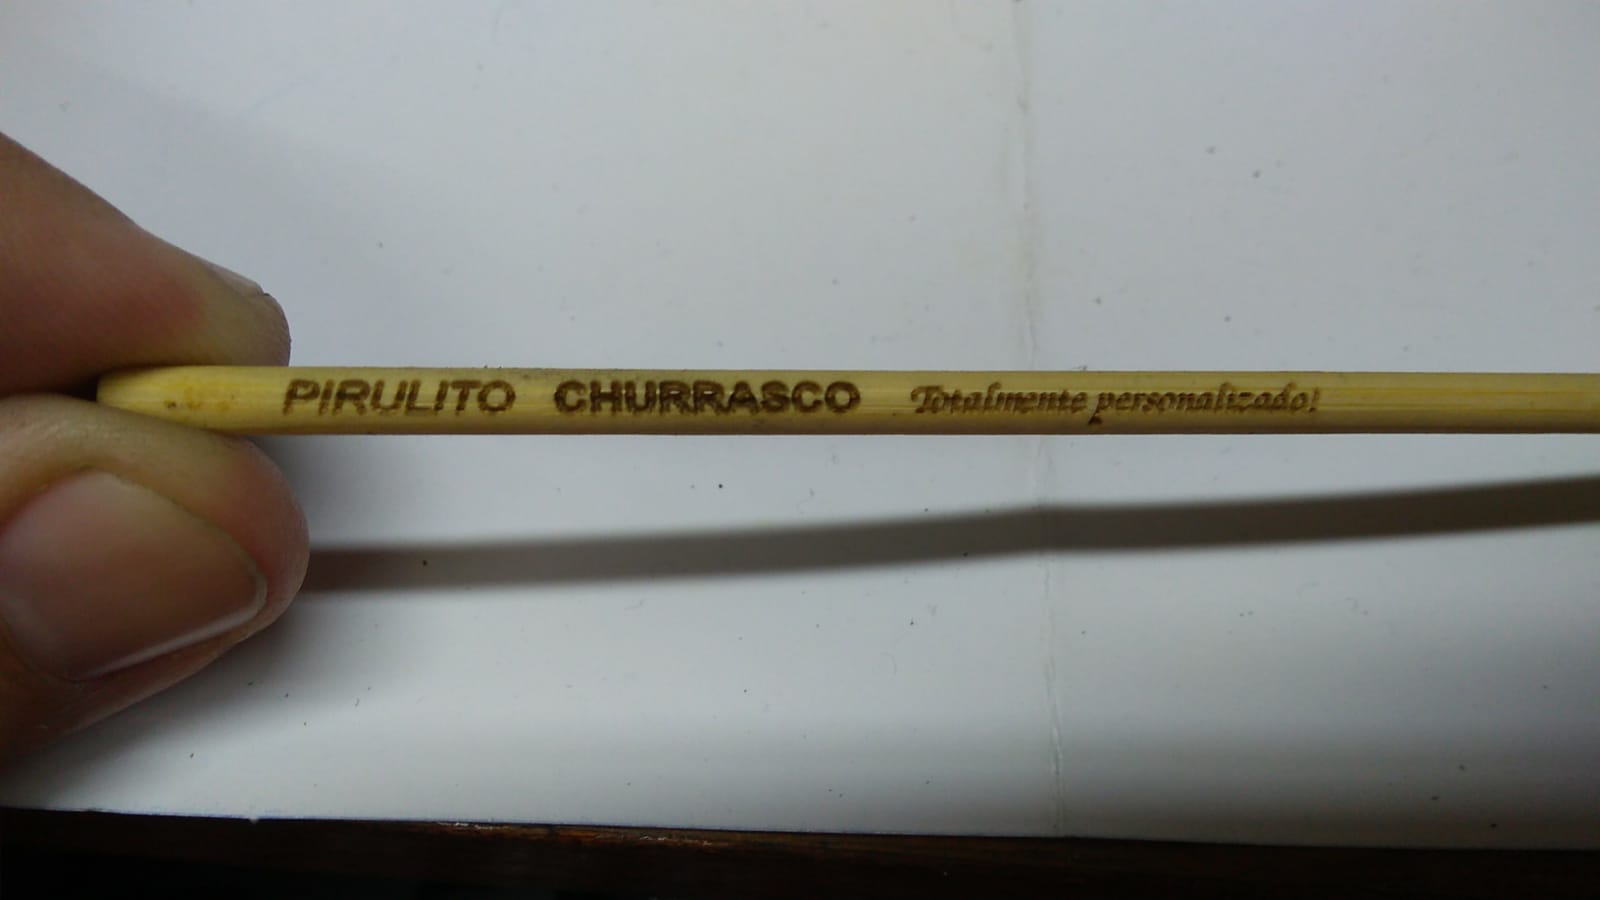 PIRULITO CHURRASCO Totalmente personalizado!